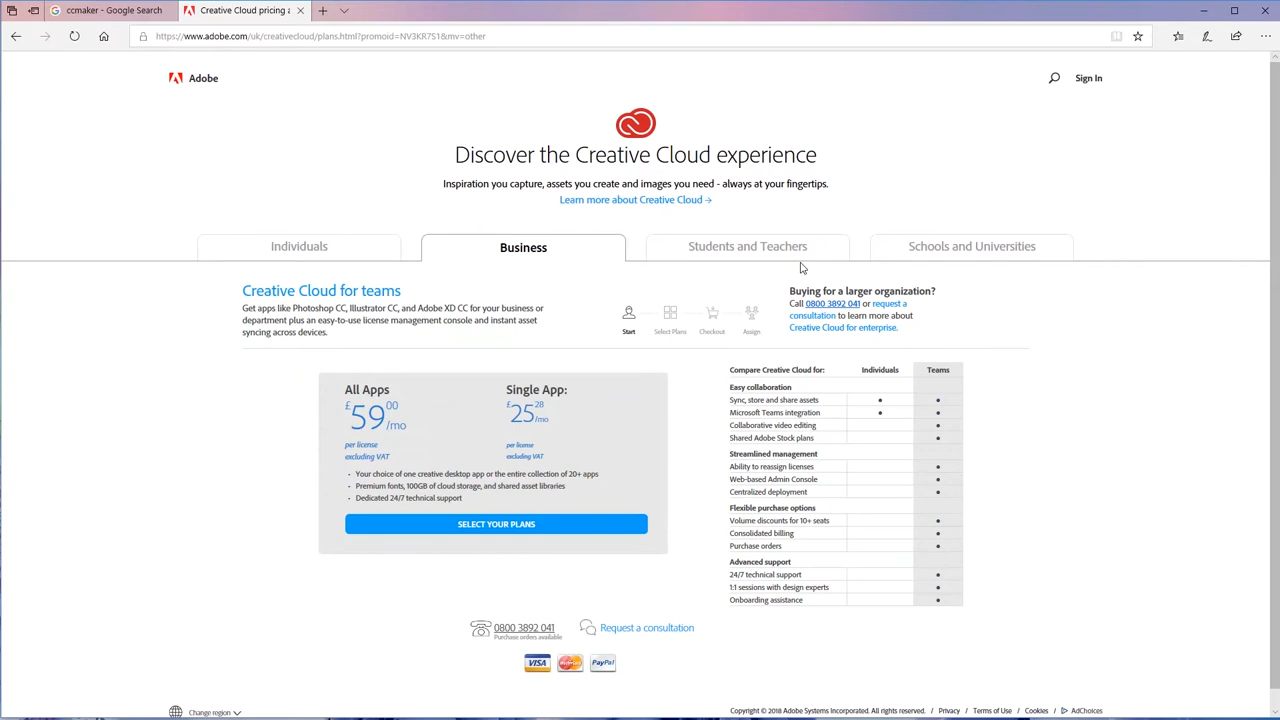 ccmaker - Google Search
Creative Cloud pricing a
https://www.adobe.com/uk/creativecloud/plans.html?promoid=NV3KR7S1&mv=other
Adobe
Sign In
Discover the Creative Cloud experience
Inspiration you capture, assets you create and images you need - always at your fingertips.
Learn more about Creative Cloud →
Individuals
Business
Students and Teachers
Schools and Universities
Creative Cloud for teams
Get apps like Photoshop CC, Illustrator CC, and Adobe XD CC for your business or
department plus an easy-to-use license management console and instant asset
syncing across devices.
Start
Select Plans
Checkout
Assign
Buying for a larger organization?
Call 0800 3892 041 or request a
consultation to learn more about
Creative Cloud for enterprise.
All Apps
£59.00/mo
per license
excluding VAT
Single App:
£25.28/mo
per license
excluding VAT
• Your choice of one creative desktop app or the entire collection of 20+ apps
• Premium fonts, 100GB of cloud storage, and shared asset libraries
• Dedicated 24/7 technical support
SELECT YOUR PLANS
Compare Creative Cloud for: Individuals Teams
Easy collaboration
Sync, store and share assets • •
Microsoft Teams integration • •
Collaborative video editing •
Shared Adobe Stock plans •
Streamlined management
Ability to reassign licenses •
Web-based Admin Console •
Centralized deployment •
Flexible purchase options
Volume discounts for 10+ seats •
Consolidated billing •
Purchase orders •
Advanced support
24/7 technical support •
1:1 sessions with design experts •
Onboarding assistance •
0800 3892 041
Purchase orders available
Request a consultation
VISA
MasterCard
PayPal
Change region
Copyright © 2018 Adobe Systems Incorporated. All rights reserved. / Privacy / Terms of Use / Cookies / AdChoices